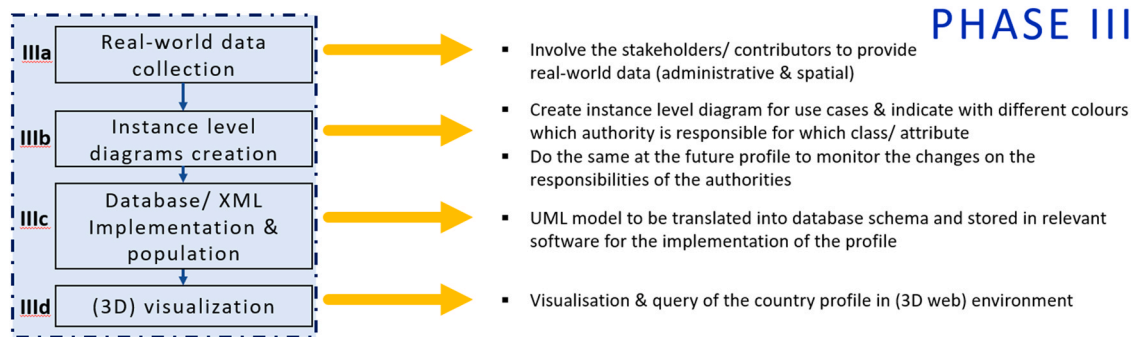 PHASE III
IIIa
Real-world data
collection
▪ Involve the stakeholders/ contributors to provide
real-world data (administrative & spatial)
IIIb
Instance level
diagrams creation
▪ Create instance level diagram for use cases & indicate with different colours
which authority is responsible for which class/ attribute
▪ Do the same at the future profile to monitor the changes on the
responsibilities of the authorities
IIIc
Database/ XML
Implementation &
population
▪ UML model to be translated into database schema and stored in relevant
software for the implementation of the profile
IIId
(3D) visualization
▪ Visualisation & query of the country profile in (3D web) environment